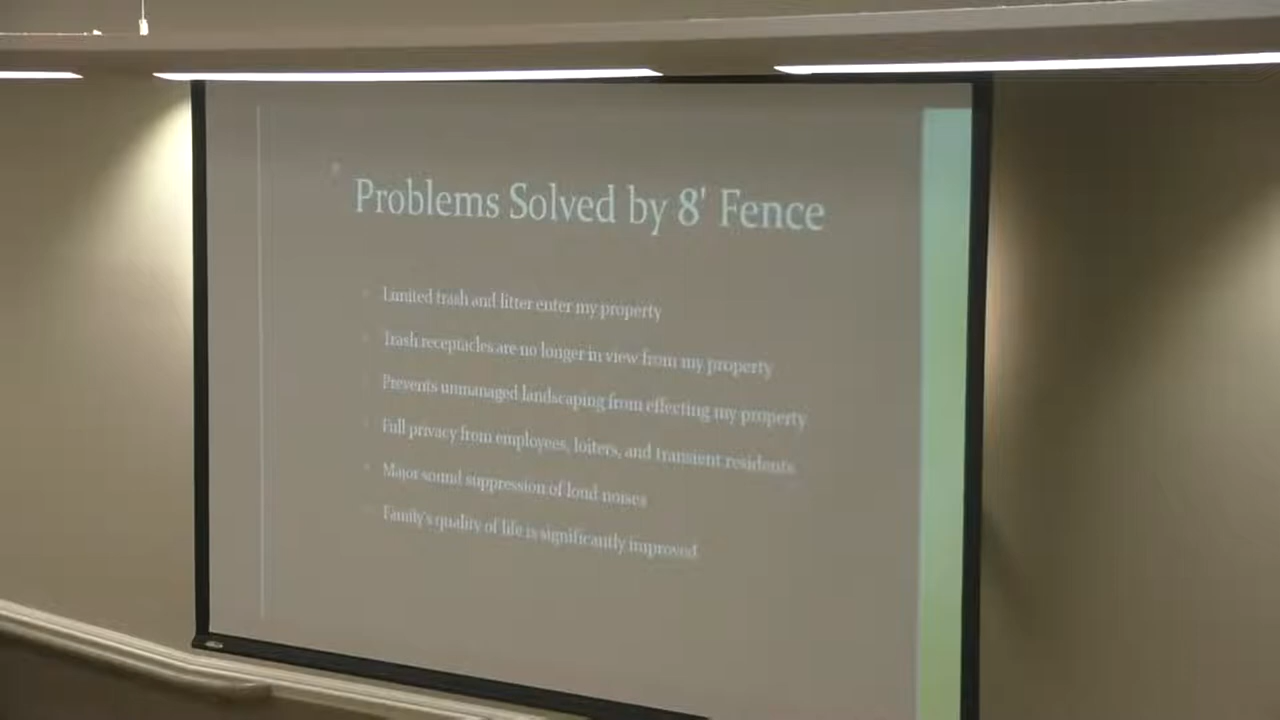 Problems Solved by 8' Fence
Limited trash and litter enter my property
Trash receptacles are no longer in view from my property
Prevents unmanaged landscaping from effecting my property
Full privacy from employees, loiters, and transient residents
Major sound suppression of loud noises
Family's quality of life is significantly improved